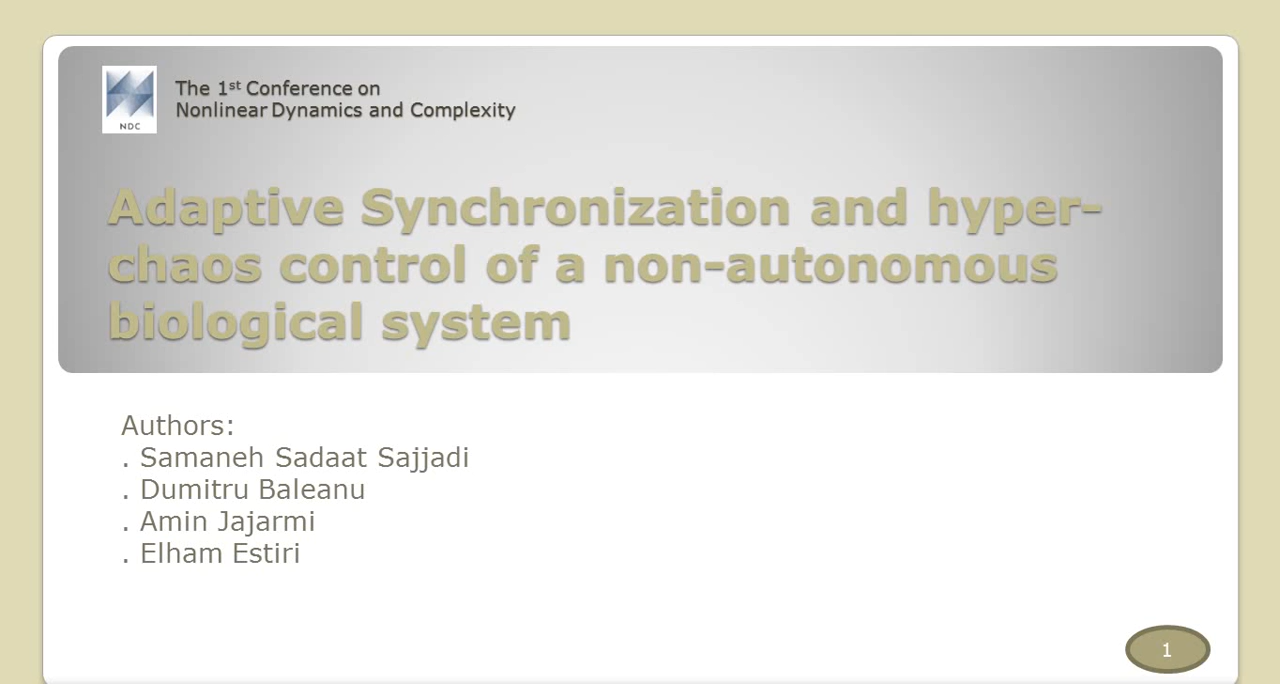 NDC
The 1st Conference on
Nonlinear Dynamics and Complexity
Adaptive Synchronization and hyper-
chaos control of a non-autonomous
biological system
Authors:
. Samaneh Sadaat Sajjadi
. Dumitru Baleanu
. Amin Jajarmi
. Elham Estiri
1